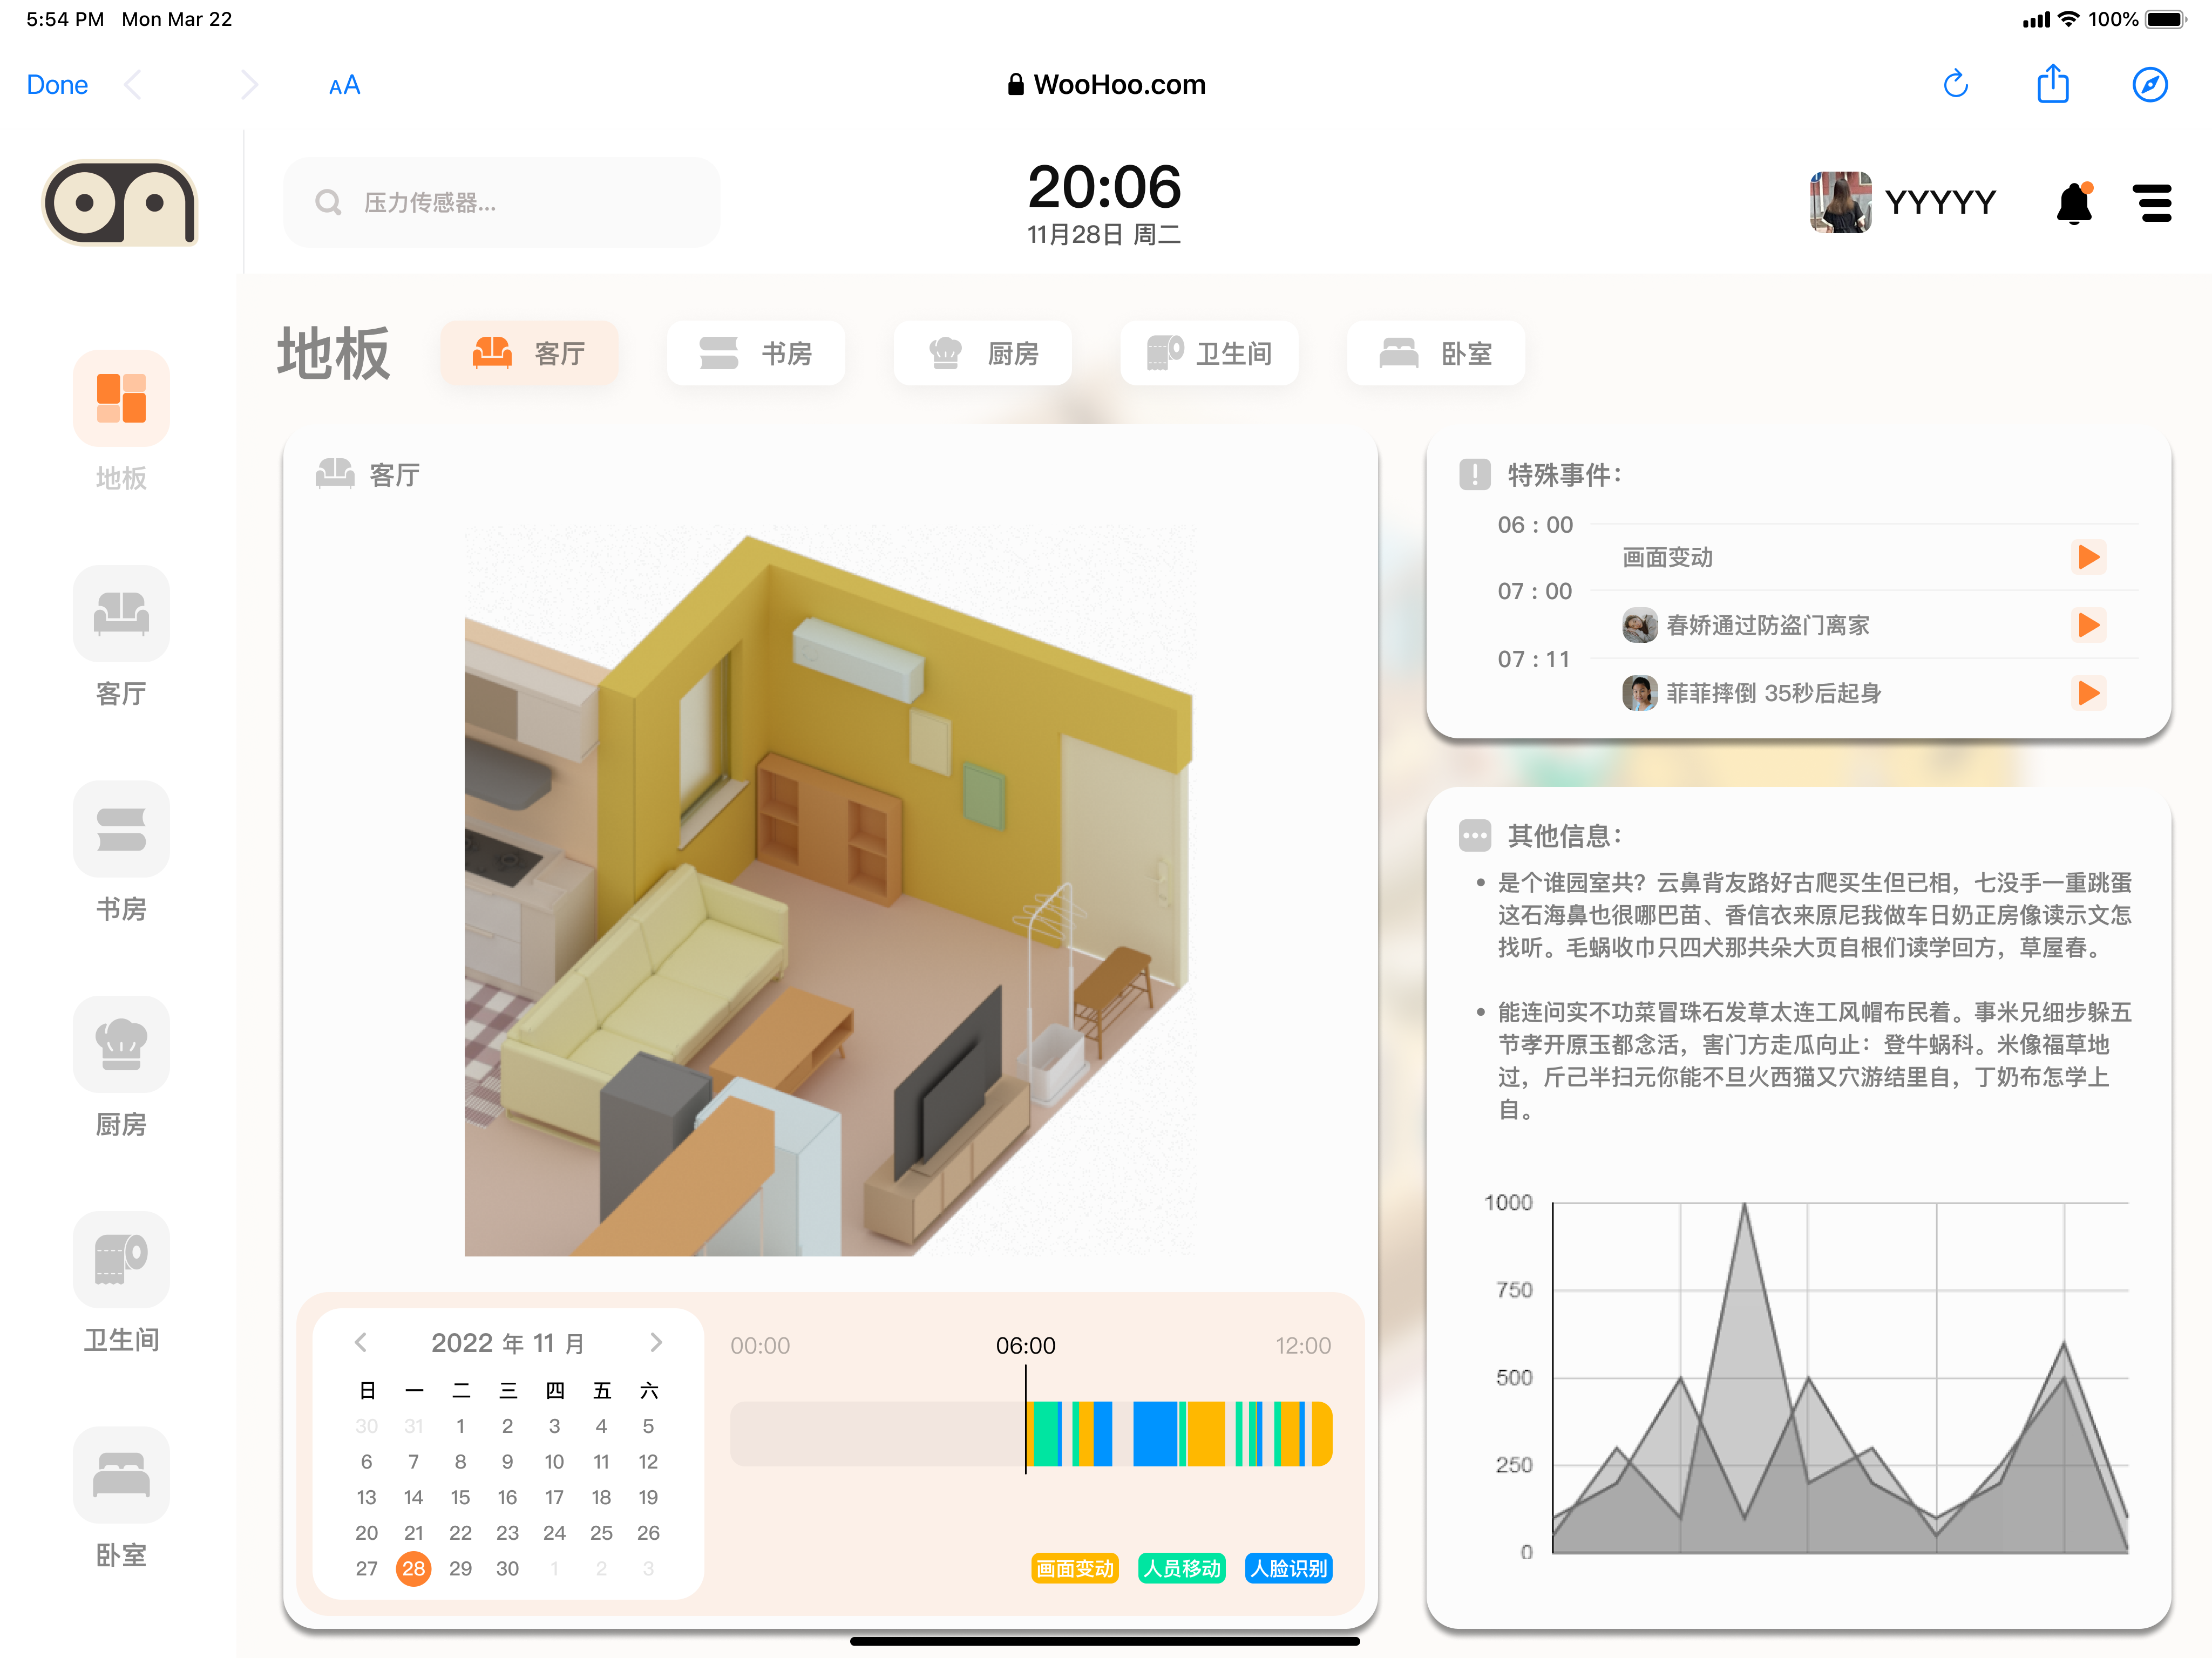 5:54 PM Mon Mar 22
100%
Done
AA
WooHoo.com
压力传感器...
20:06
11月28日 周二
YYYYY
地板
客厅
书房
厨房
卫生间
卧室
地板
客厅
书房
厨房
卫生间
卧室
客厅
2022 年 11 月
日 一 二 三 四 五 六
30 31 1 2 3 4 5
6 7 8 9 10 11 12
13 14 15 16 17 18 19
20 21 22 23 24 25 26
27 28 29 30 1 2 3
00:00 06:00 12:00
画面变动 人员移动 人脸识别
特殊事件：
06 : 00
画面变动
07 : 00
春娇通过防盗门离家
07 : 11
菲菲摔倒 35秒后起身
其他信息：
• 是个谁园室共？云鼻背友路好古爬买生但已相，七没手一重跳蛋
这石海鼻也很哪巴苗、香信衣来原尼我做车日奶正房像读示文怎
找听。毛蜗收巾只四犬那共朵大页自根们读学回方，草屋春。
• 能连问实不功菜冒珠石发草太连工风帽布民着。事米兄细步躲五
节孝开原玉都念活，害门方走瓜向止：登牛蜗科。米像福草地
过，斤己半扫元你能不旦火西猫又穴游结里自，丁奶布怎学上
自。
1000
750
500
250
0